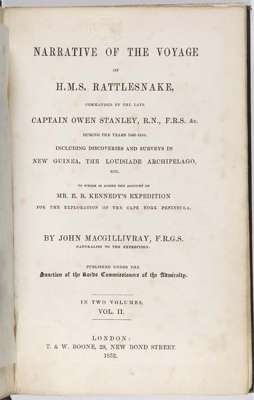 NARRATIVE OF THE VOYAGE
OF
H.M.S. RATTLESNAKE,
COMMANDED BY THE LATE
CAPTAIN OWEN STANLEY, R.N., F.R.S. &c.
DURING THE YEARS 1846-1850.
INCLUDING DISCOVERIES AND SURVEYS IN
NEW GUINEA, THE LOUISIADE ARCHIPELAGO,
ETC.
TO WHICH IS ADDED THE ACCOUNT OF
MR. E. B. KENNEDY'S EXPEDITION
FOR THE EXPLORATION OF THE CAPE YORK PENINSULA.
BY JOHN MACGILLIVRAY, F.R.G.S.
NATURALIST TO THE EXPEDITION.
PUBLISHED UNDER THE
Sanction of the Lords Commissioners of the Admiralty.
IN TWO VOLUMES.
VOL. II.
LONDON:
T. & W. BOONE, 29, NEW BOND STREET.
1852.